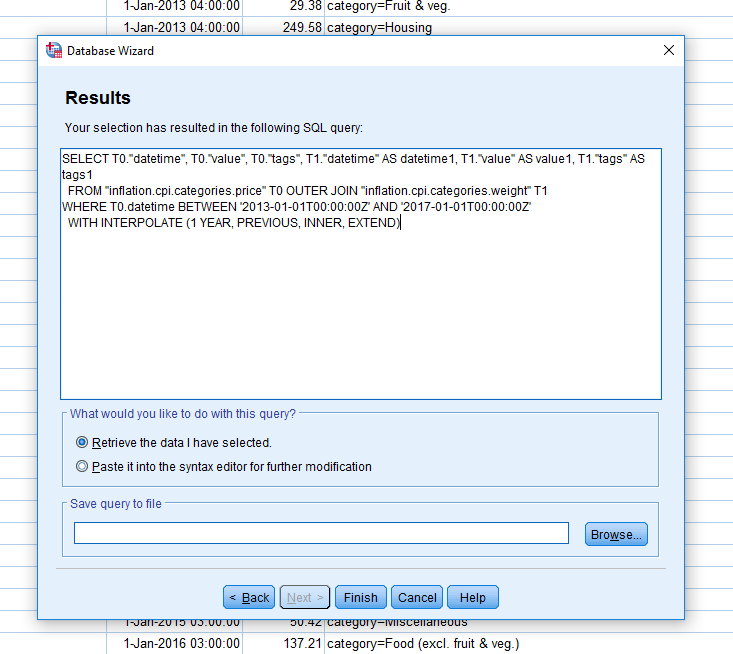 1-Jan-2013 04:00:00 29.38 category=Fruit & veg.
1-Jan-2013 04:00:00 249.58 category=Housing
Database Wizard
Results
Your selection has resulted in the following SQL query:
SELECT T0."datetime", T0."value", T0."tags", T1."datetime" AS datetime1, T1."value" AS value1, T1."tags" AS
tags1
FROM "inflation.cpi.categories.price" T0 OUTER JOIN "inflation.cpi.categories.weight" T1
WHERE T0.datetime BETWEEN '2013-01-01T00:00:00Z' AND '2017-01-01T00:00:00Z'
WITH INTERPOLATE (1 YEAR, PREVIOUS, INNER, EXTEND)
What would you like to do with this query?
Retrieve the data I have selected.
Paste it into the syntax editor for further modification
Save query to file
Browse...
< Back Next > Finish Cancel Help
1-Jan-2015 03:00:00 50.42 category=Miscellaneous
1-Jan-2016 03:00:00 137.21 category=Food (excl. fruit & veg.)